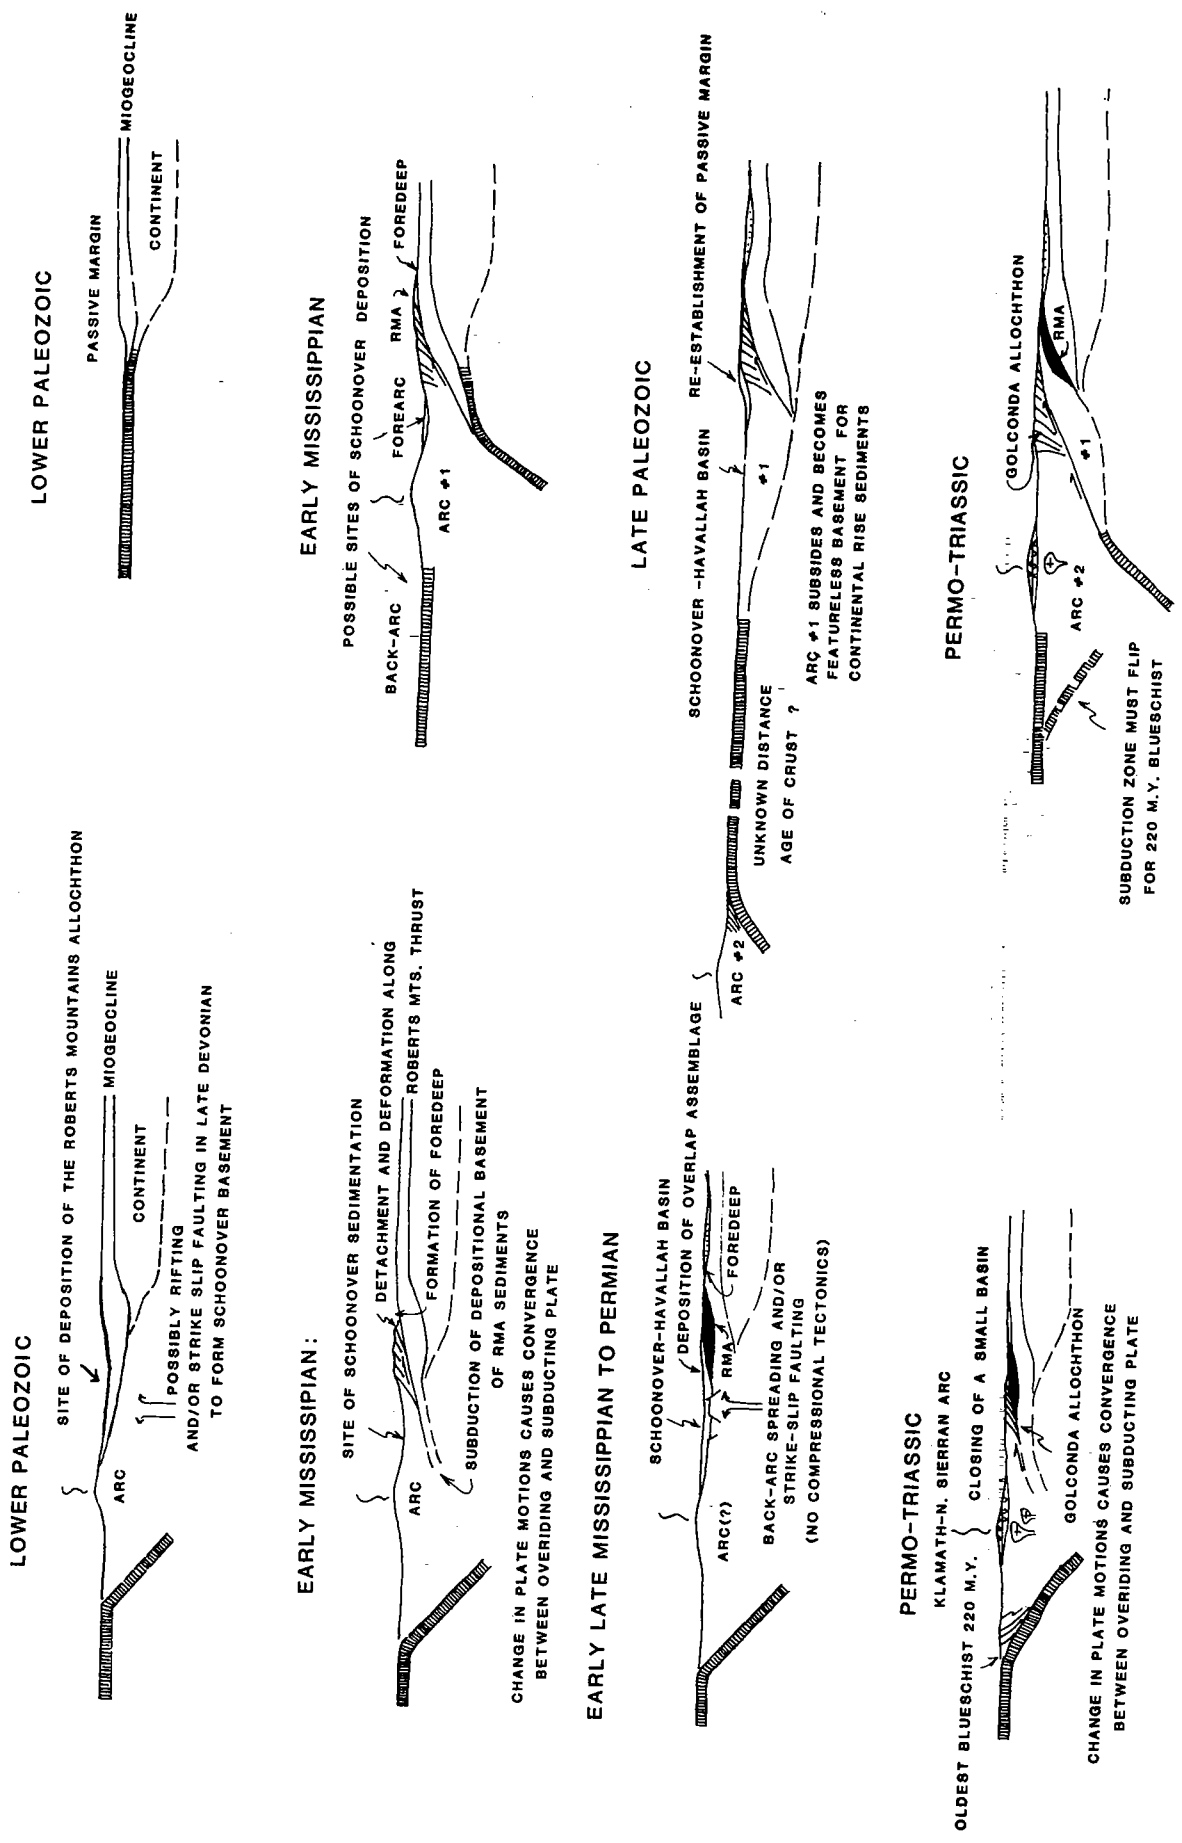 LOWER PALEOZOIC
SITE OF DEPOSITION OF THE ROBERTS MOUNTAINS ALLOCHTHON
MIOGEOCLINE
ARC
CONTINENT
POSSIBLY RIFTING
AND/OR STRIKE SLIP FAULTING IN LATE DEVONIAN
TO FORM SCHOONOVER BASEMENT
EARLY MISSISSIPIAN:
SITE OF SCHOONOVER SEDIMENTATION
DETACHMENT AND DEFORMATION ALONG
ROBERTS MTS. THRUST
FORMATION OF FOREDEEP
ARC
SUBDUCTION OF DEPOSITIONAL BASEMENT
OF RMA SEDIMENTS
CHANGE IN PLATE MOTIONS CAUSES CONVERGENCE
BETWEEN OVERIDING AND SUBDUCTING PLATE
EARLY LATE MISSISSIPPIAN TO PERMIAN
SCHOONOVER-HAVALLAH BASIN
DEPOSITION OF OVERLAP ASSEMBLAGE
ARC(?)
RMA
FOREDEEP
BACK-ARC SPREADING AND/OR
STRIKE-SLIP FAULTING
(NO COMPRESSIONAL TECTONICS)
PERMO-TRIASSIC
KLAMATH-N. SIERRAN ARC
OLDEST BLUESCHIST 220 M.Y.
CLOSING OF A SMALL BASIN
GOLCONDA ALLOCHTHON
CHANGE IN PLATE MOTIONS CAUSES CONVERGENCE
BETWEEN OVERIDING AND SUBDUCTING PLATE
LOWER PALEOZOIC
PASSIVE MARGIN
MIOGEOCLINE
CONTINENT
EARLY MISSISSIPPIAN
POSSIBLE SITES OF SCHOONOVER DEPOSITION
BACK-ARC
FOREARC
RMA
FOREDEEP
ARC #1
LATE PALEOZOIC
SCHOONOVER-HAVALLAH BASIN
RE-ESTABLISHMENT OF PASSIVE MARGIN
ARC #2
#1
UNKNOWN DISTANCE
AGE OF CRUST ?
ARC #1 SUBSIDES AND BECOMES
FEATURELESS BASEMENT FOR
CONTINENTAL RISE SEDIMENTS
PERMO-TRIASSIC
GOLCONDA ALLOCHTHON
ARC #2
#1
RMA
SUBDUCTION ZONE MUST FLIP
FOR 220 M.Y. BLUESCHIST